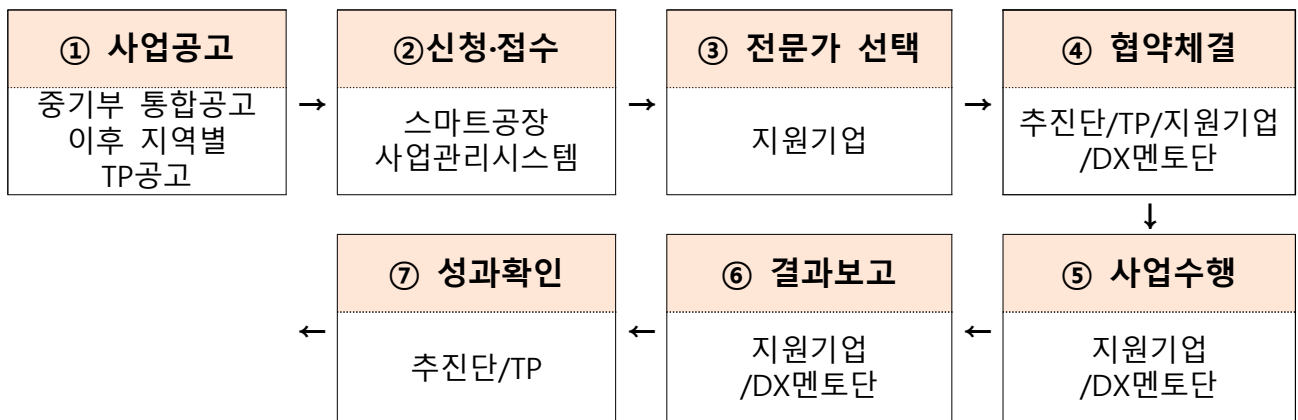 ① 사업공고
중기부 통합공고
이후 지역별
TP공고
→
②신청·접수
스마트공장
사업관리시스템
→
③ 전문가 선택
지원기업
→
④ 협약체결
추진단/TP/지원기업
/DX멘토단
↓
⑤ 사업수행
지원기업
/DX멘토단
←
⑥ 결과보고
지원기업
/DX멘토단
←
⑦ 성과확인
추진단/TP
←